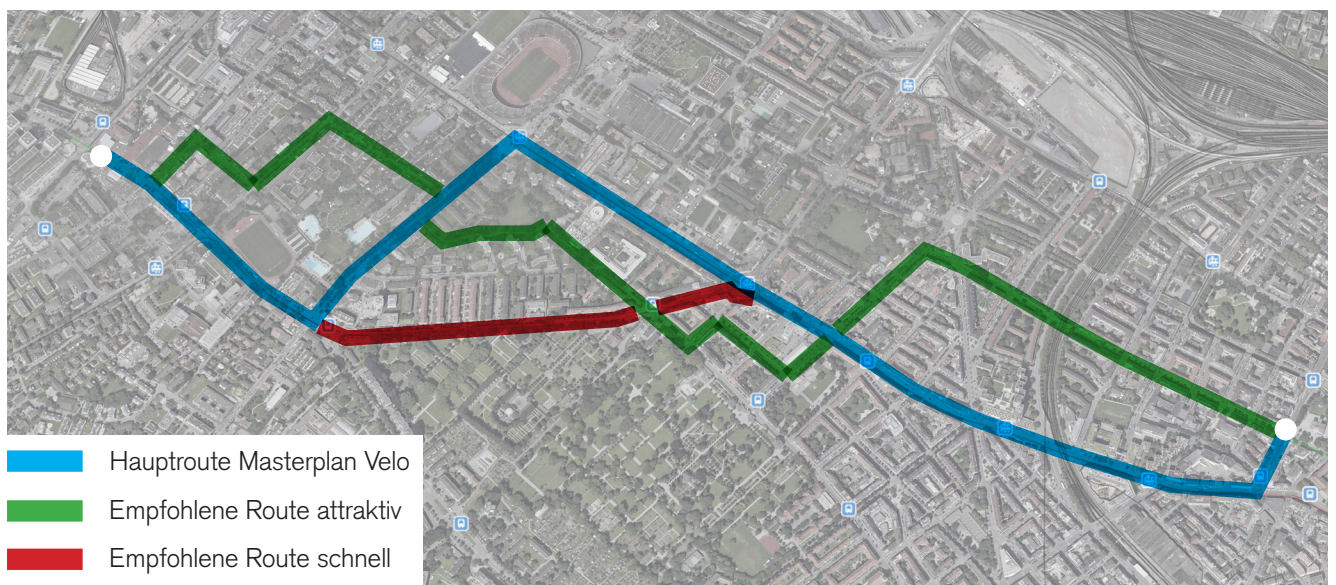 Hauptroute Masterplan Velo
Empfohlene Route attraktiv
Empfohlene Route schnell